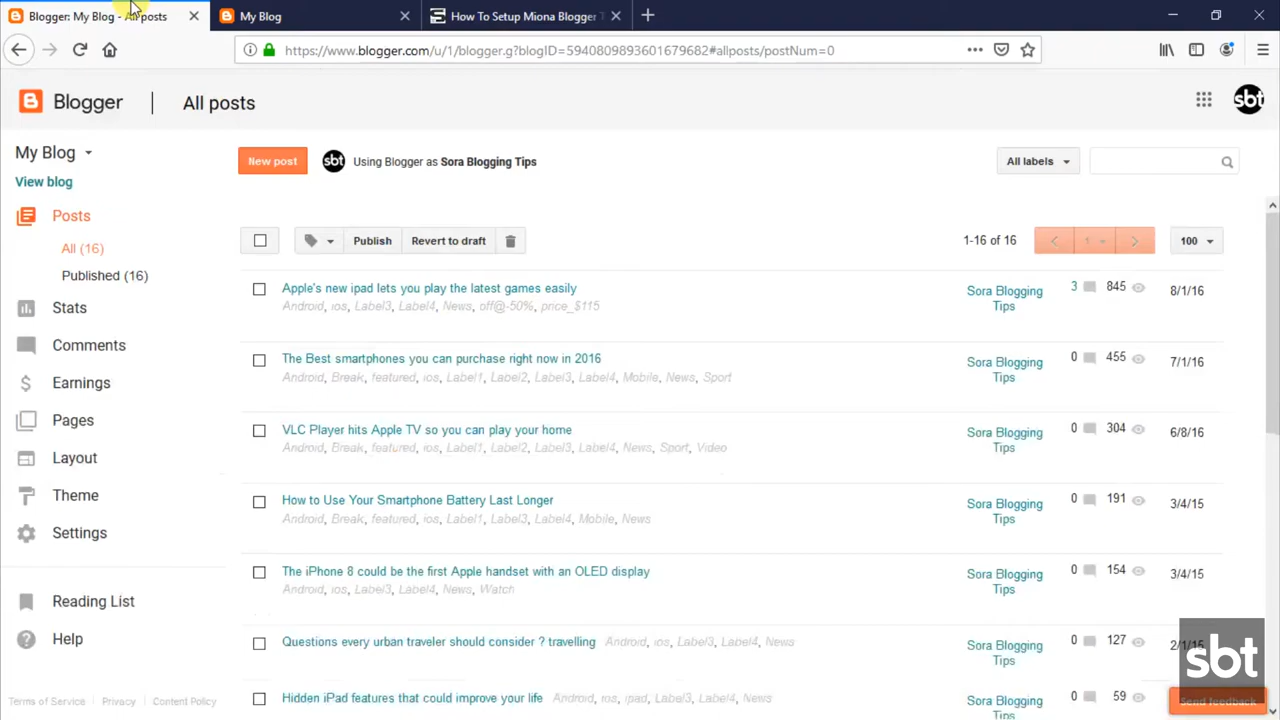 Blogger: My Blog - All posts
My Blog
How To Setup Miona Blogger T
https://www.blogger.com/u/1/blogger.g?blogID=5940809893601679682#allposts/postNum=0
Blogger
All posts
sbt
My Blog
View blog
New post
sbt
Using Blogger as Sora Blogging Tips
All labels
Posts
All (16)
Published (16)
Stats
Comments
Earnings
Pages
Layout
Theme
Settings
Reading List
Help
Terms of Service
Privacy
Content Policy
Publish
Revert to draft
1-16 of 16
1
100
Apple's new ipad lets you play the latest games easily
Android, ios, Label3, Label4, News, off@-50%, price_$115
Sora Blogging
Tips
3
845
8/1/16
The Best smartphones you can purchase right now in 2016
Android, Break, featured, ios, Label1, Label2, Label3, Label4, Mobile, News, Sport
Sora Blogging
Tips
0
455
7/1/16
VLC Player hits Apple TV so you can play your home
Android, Break, featured, ios, Label1, Label2, Label3, Label4, News, Sport, Video
Sora Blogging
Tips
0
304
6/8/16
How to Use Your Smartphone Battery Last Longer
Android, Break, featured, ios, Label1, Label3, Label4, Mobile, News
Sora Blogging
Tips
0
191
3/4/15
The iPhone 8 could be the first Apple handset with an OLED display
Android, ios, Label3, Label4, News, Watch
Sora Blogging
Tips
0
154
3/4/15
Questions every urban traveler should consider ? travelling
Android, ios, Label3, Label4, News
Sora Blogging
Tips
0
127
2/1/15
Hidden iPad features that could improve your life
Android, ios, ipad, Label3, Label4, News
Sora Blogging
Tips
0
59
sbt
Send feedback